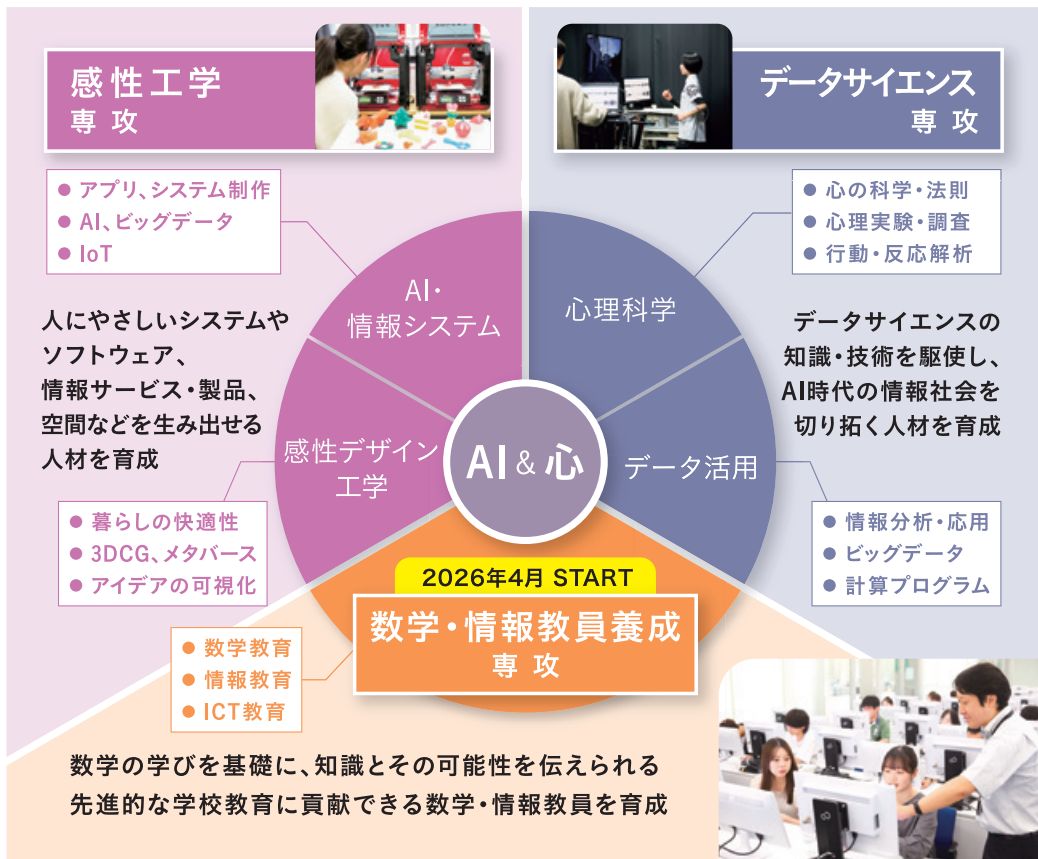 感性工学
専攻
データサイエンス
専攻
● アプリ、システム制作
● AI、ビッグデータ
● IoT
● 心の科学・法則
● 心理実験・調査
● 行動・反応解析
AI・
情報システム
心理科学
人にやさしいシステムや
ソフトウェア、
情報サービス・製品、
空間などを生み出せる
人材を育成
データサイエンスの
知識・技術を駆使し、
AI時代の情報社会を
切り拓く人材を育成
感性デザイン
工学
AI & 心
データ活用
● 暮らしの快適性
● 3DCG、メタバース
● アイデアの可視化
● 情報分析・応用
● ビッグデータ
● 計算プログラム
2026年4月 START
数学・情報教員養成
専攻
● 数学教育
● 情報教育
● ICT教育
数学の学びを基礎に、知識とその可能性を伝えられる
先進的な学校教育に貢献できる数学・情報教員を育成